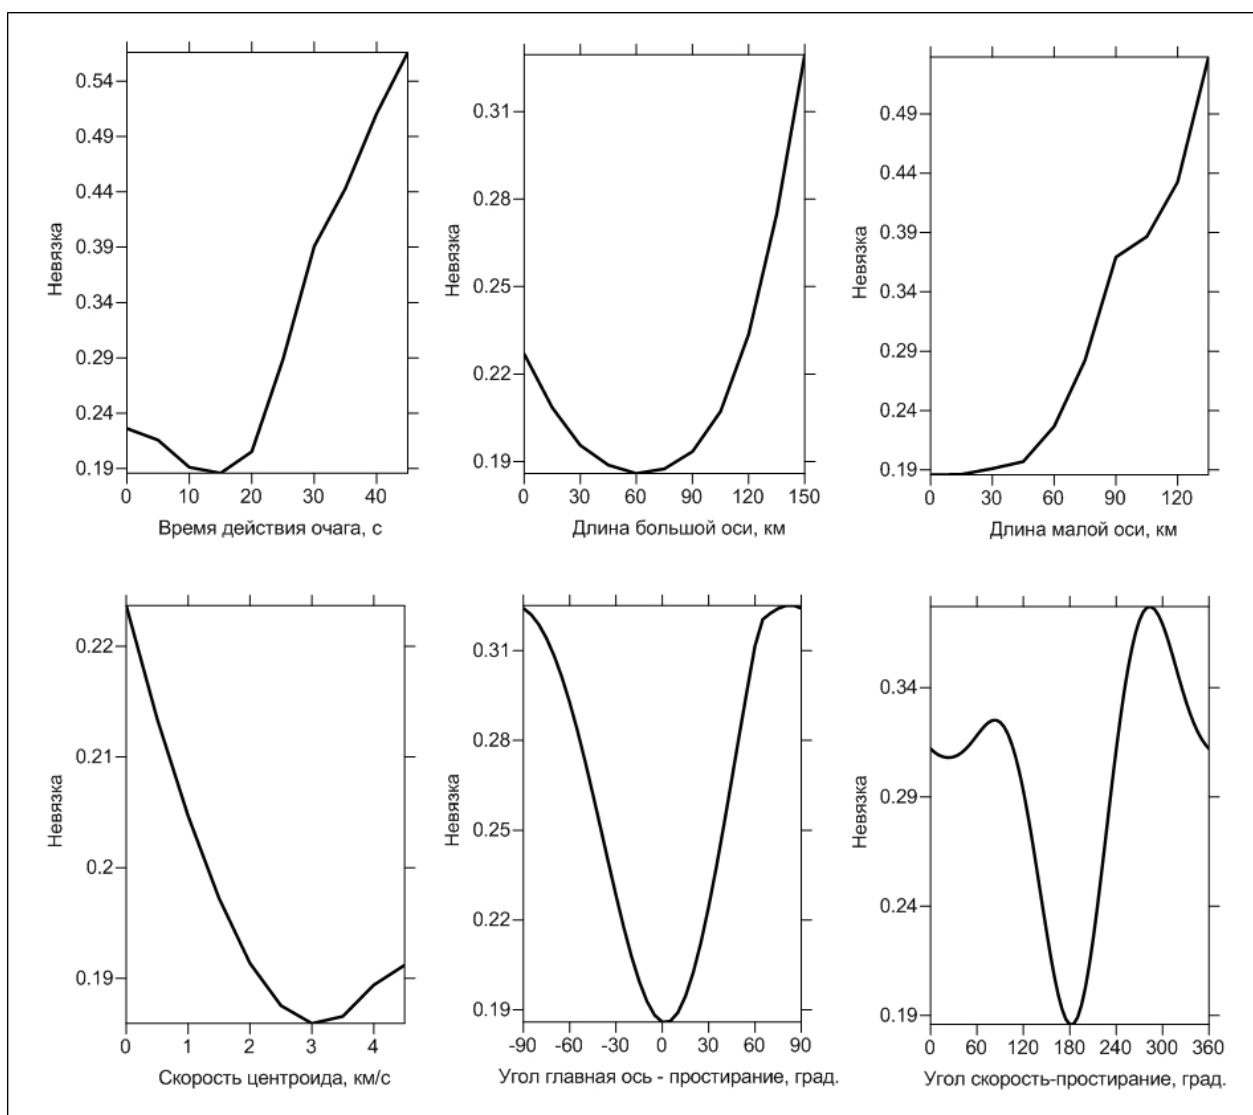 0.54
0.49
0.44
0.39
0.34
0.29
0.24
0.19
Невязка
0 10 20 30 40
Время действия очага, с
0.31
0.28
0.25
0.22
0.19
Невязка
0 30 60 90 120 150
Длина большой оси, км
0.49
0.44
0.39
0.34
0.29
0.24
0.19
Невязка
0 30 60 90 120
Длина малой оси, км
0.22
0.21
0.2
0.19
Невязка
0 1 2 3 4
Скорость центроида, км/с
0.31
0.28
0.25
0.22
0.19
Невязка
-90 -60 -30 0 30 60 90
Угол главная ось - простирание, град.
0.34
0.29
0.24
0.19
Невязка
0 60 120 180 240 300 360
Угол скорость-простирание, град.